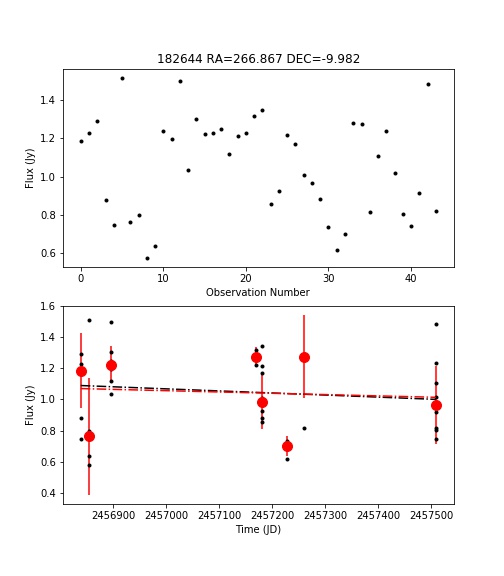 182644 RA=266.867 DEC=-9.982
1.4
1.2
1.0
0.8
0.6
Flux (Jy)
0 10 20 30 40
Observation Number
1.6
1.4
1.2
1.0
0.8
0.6
0.4
Flux (Jy)
2456900 2457000 2457100 2457200 2457300 2457400 2457500
Time (JD)